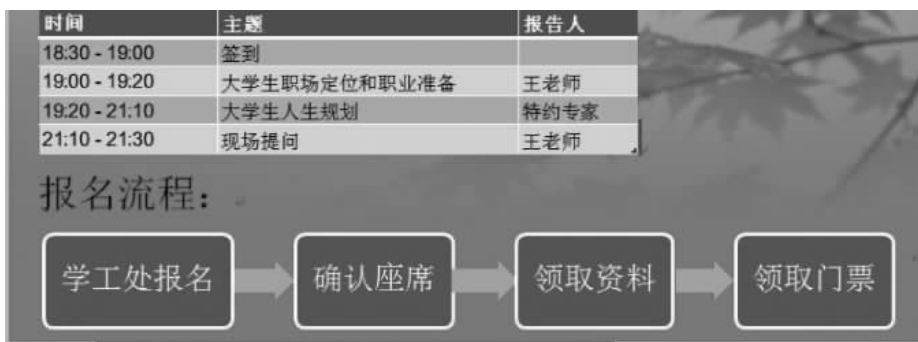 时间 主题 报告人
18:30 - 19:00 签到
19:00 - 19:20 大学生职场定位和职业准备 王老师
19:20 - 21:10 大学生人生规划 特约专家
21:10 - 21:30 现场提问 王老师
报名流程：
学工处报名 确认座席 领取资料 领取门票